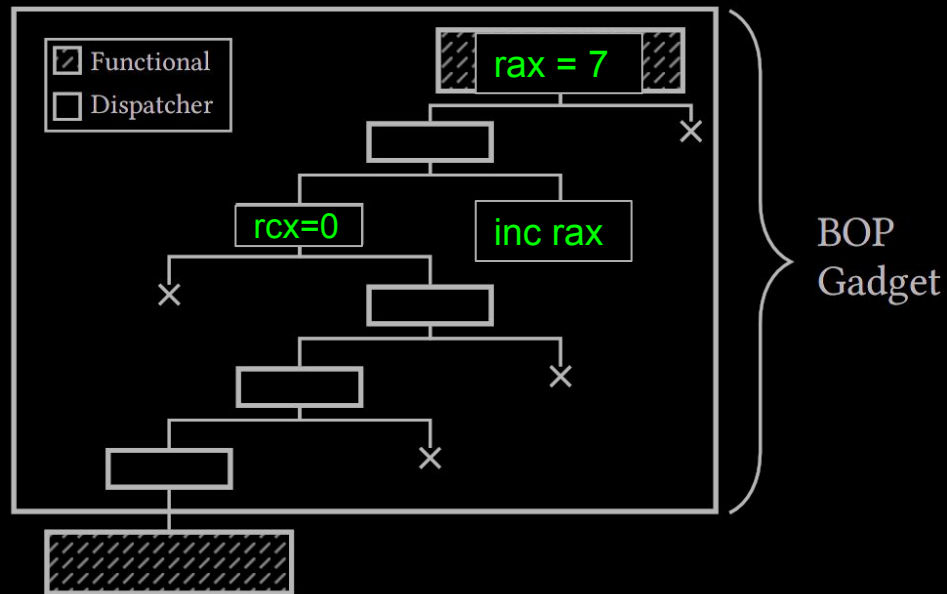 Functional
Dispatcher
rax = 7
rcx=0
inc rax
BOP
Gadget